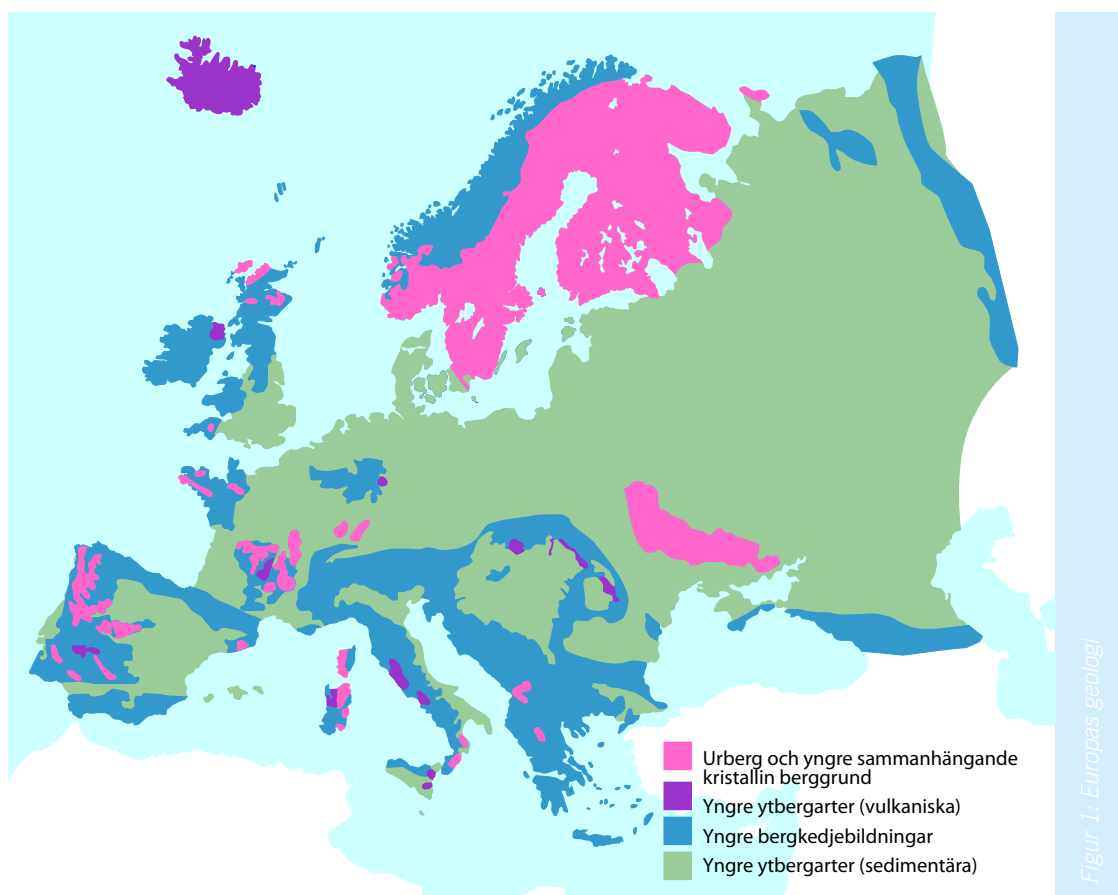 Urberg och yngre sammanhängande
kristallin berggrund
Yngre ytbergarter (vulkaniska)
Yngre bergkedjebildningar
Yngre ytbergarter (sedimentära)
Figur 1: Europas geologi